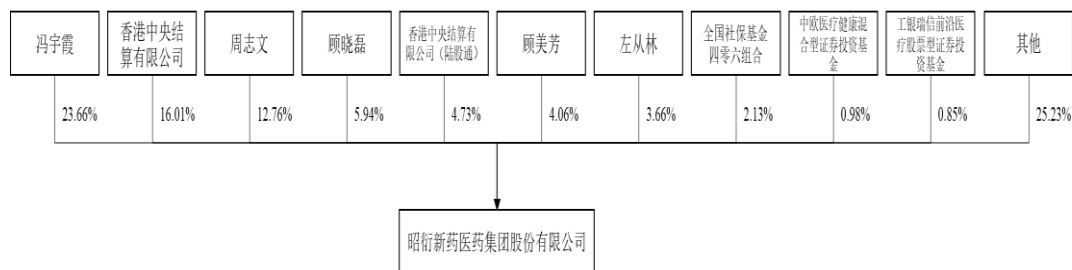 冯宇霞
香港中央结
算有限公司
周志文
顾晓磊
香港中央结算有
限公司（陆股通）
顾美芳
左从林
全国社保基金
四零六组合
中欧医疗健康混
合型证券投资基
金
工银瑞信前沿医
疗股票型证券投
资基金
其他
23.66%
16.01%
12.76%
5.94%
4.73%
4.06%
3.66%
2.13%
0.98%
0.85%
25.23%
昭衍新药医药集团股份有限公司